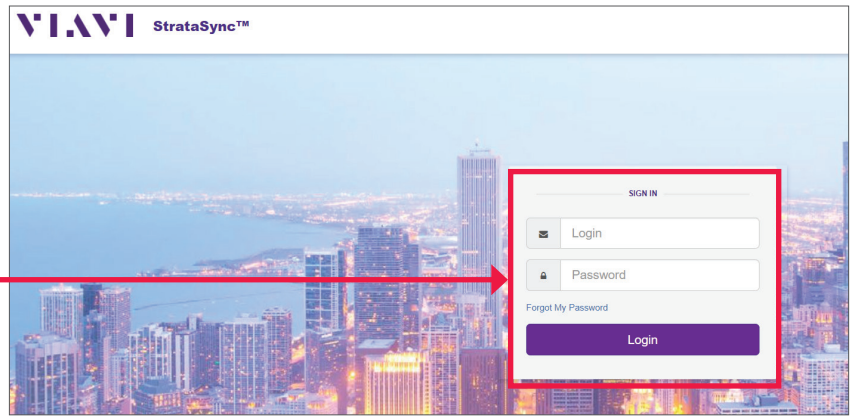 VIAVI StrataSync™
SIGN IN
Login
Password
Forgot My Password
Login